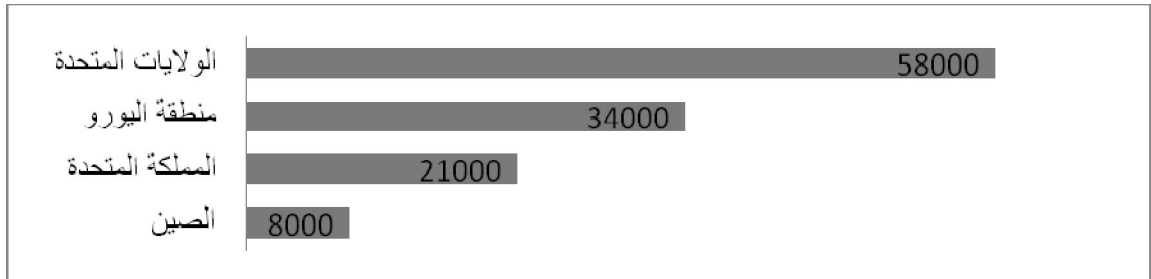 الولايات المتحدة 58000
منطقة اليورو 34000
المملكة المتحدة 21000
الصين 8000